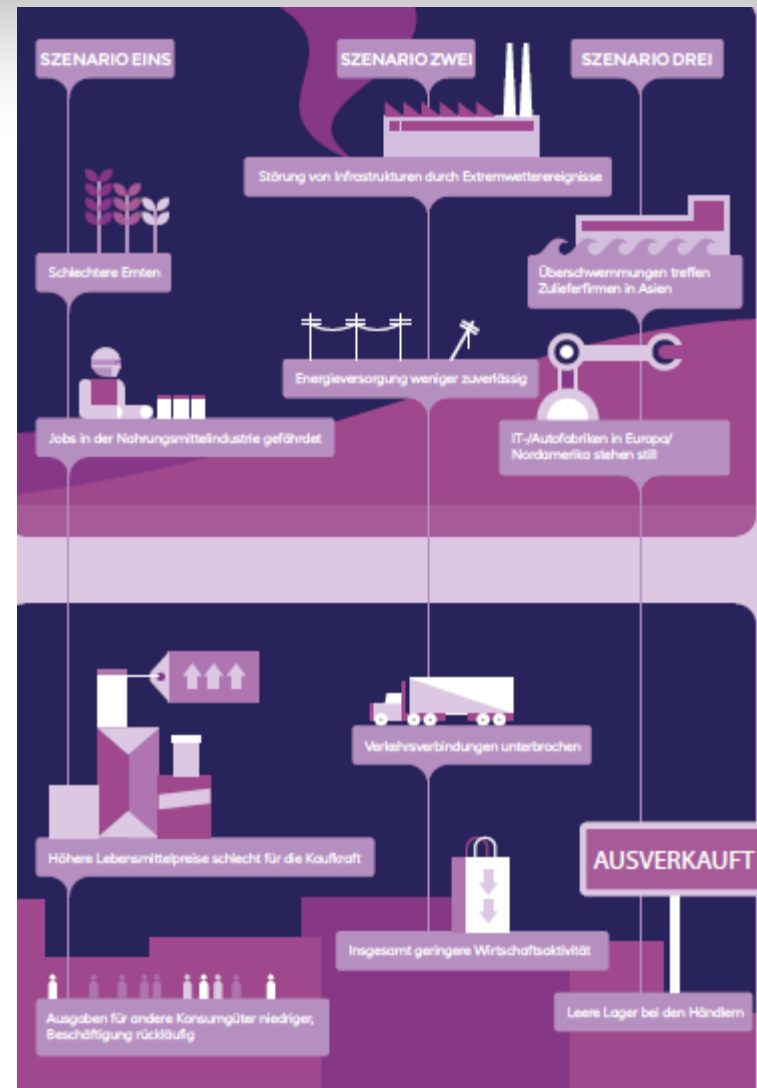 SZENARIO EINS
Schlechtere Ernten
Jobs in der Nahrungsmittelindustrie gefährdet
Höhere Lebensmittelpreise schlecht für die Kaufkraft
Ausgaben für andere Konsumgüter niedriger,
Beschäftigung rückläufig
SZENARIO ZWEI
Störung von Infrastrukturen durch Extremwetterereignisse
Energieversorgung weniger zuverlässig
Verkehrsverbindungen unterbrochen
Insgesamt geringere Wirtschaftsaktivität
SZENARIO DREI
Überschwemmungen treffen
Zulieferfirmen in Asien
IT-/Autofabriken in Europa/
Nordamerika stehen still
AUSVERKAUFT
Leere Lager bei den Händlern